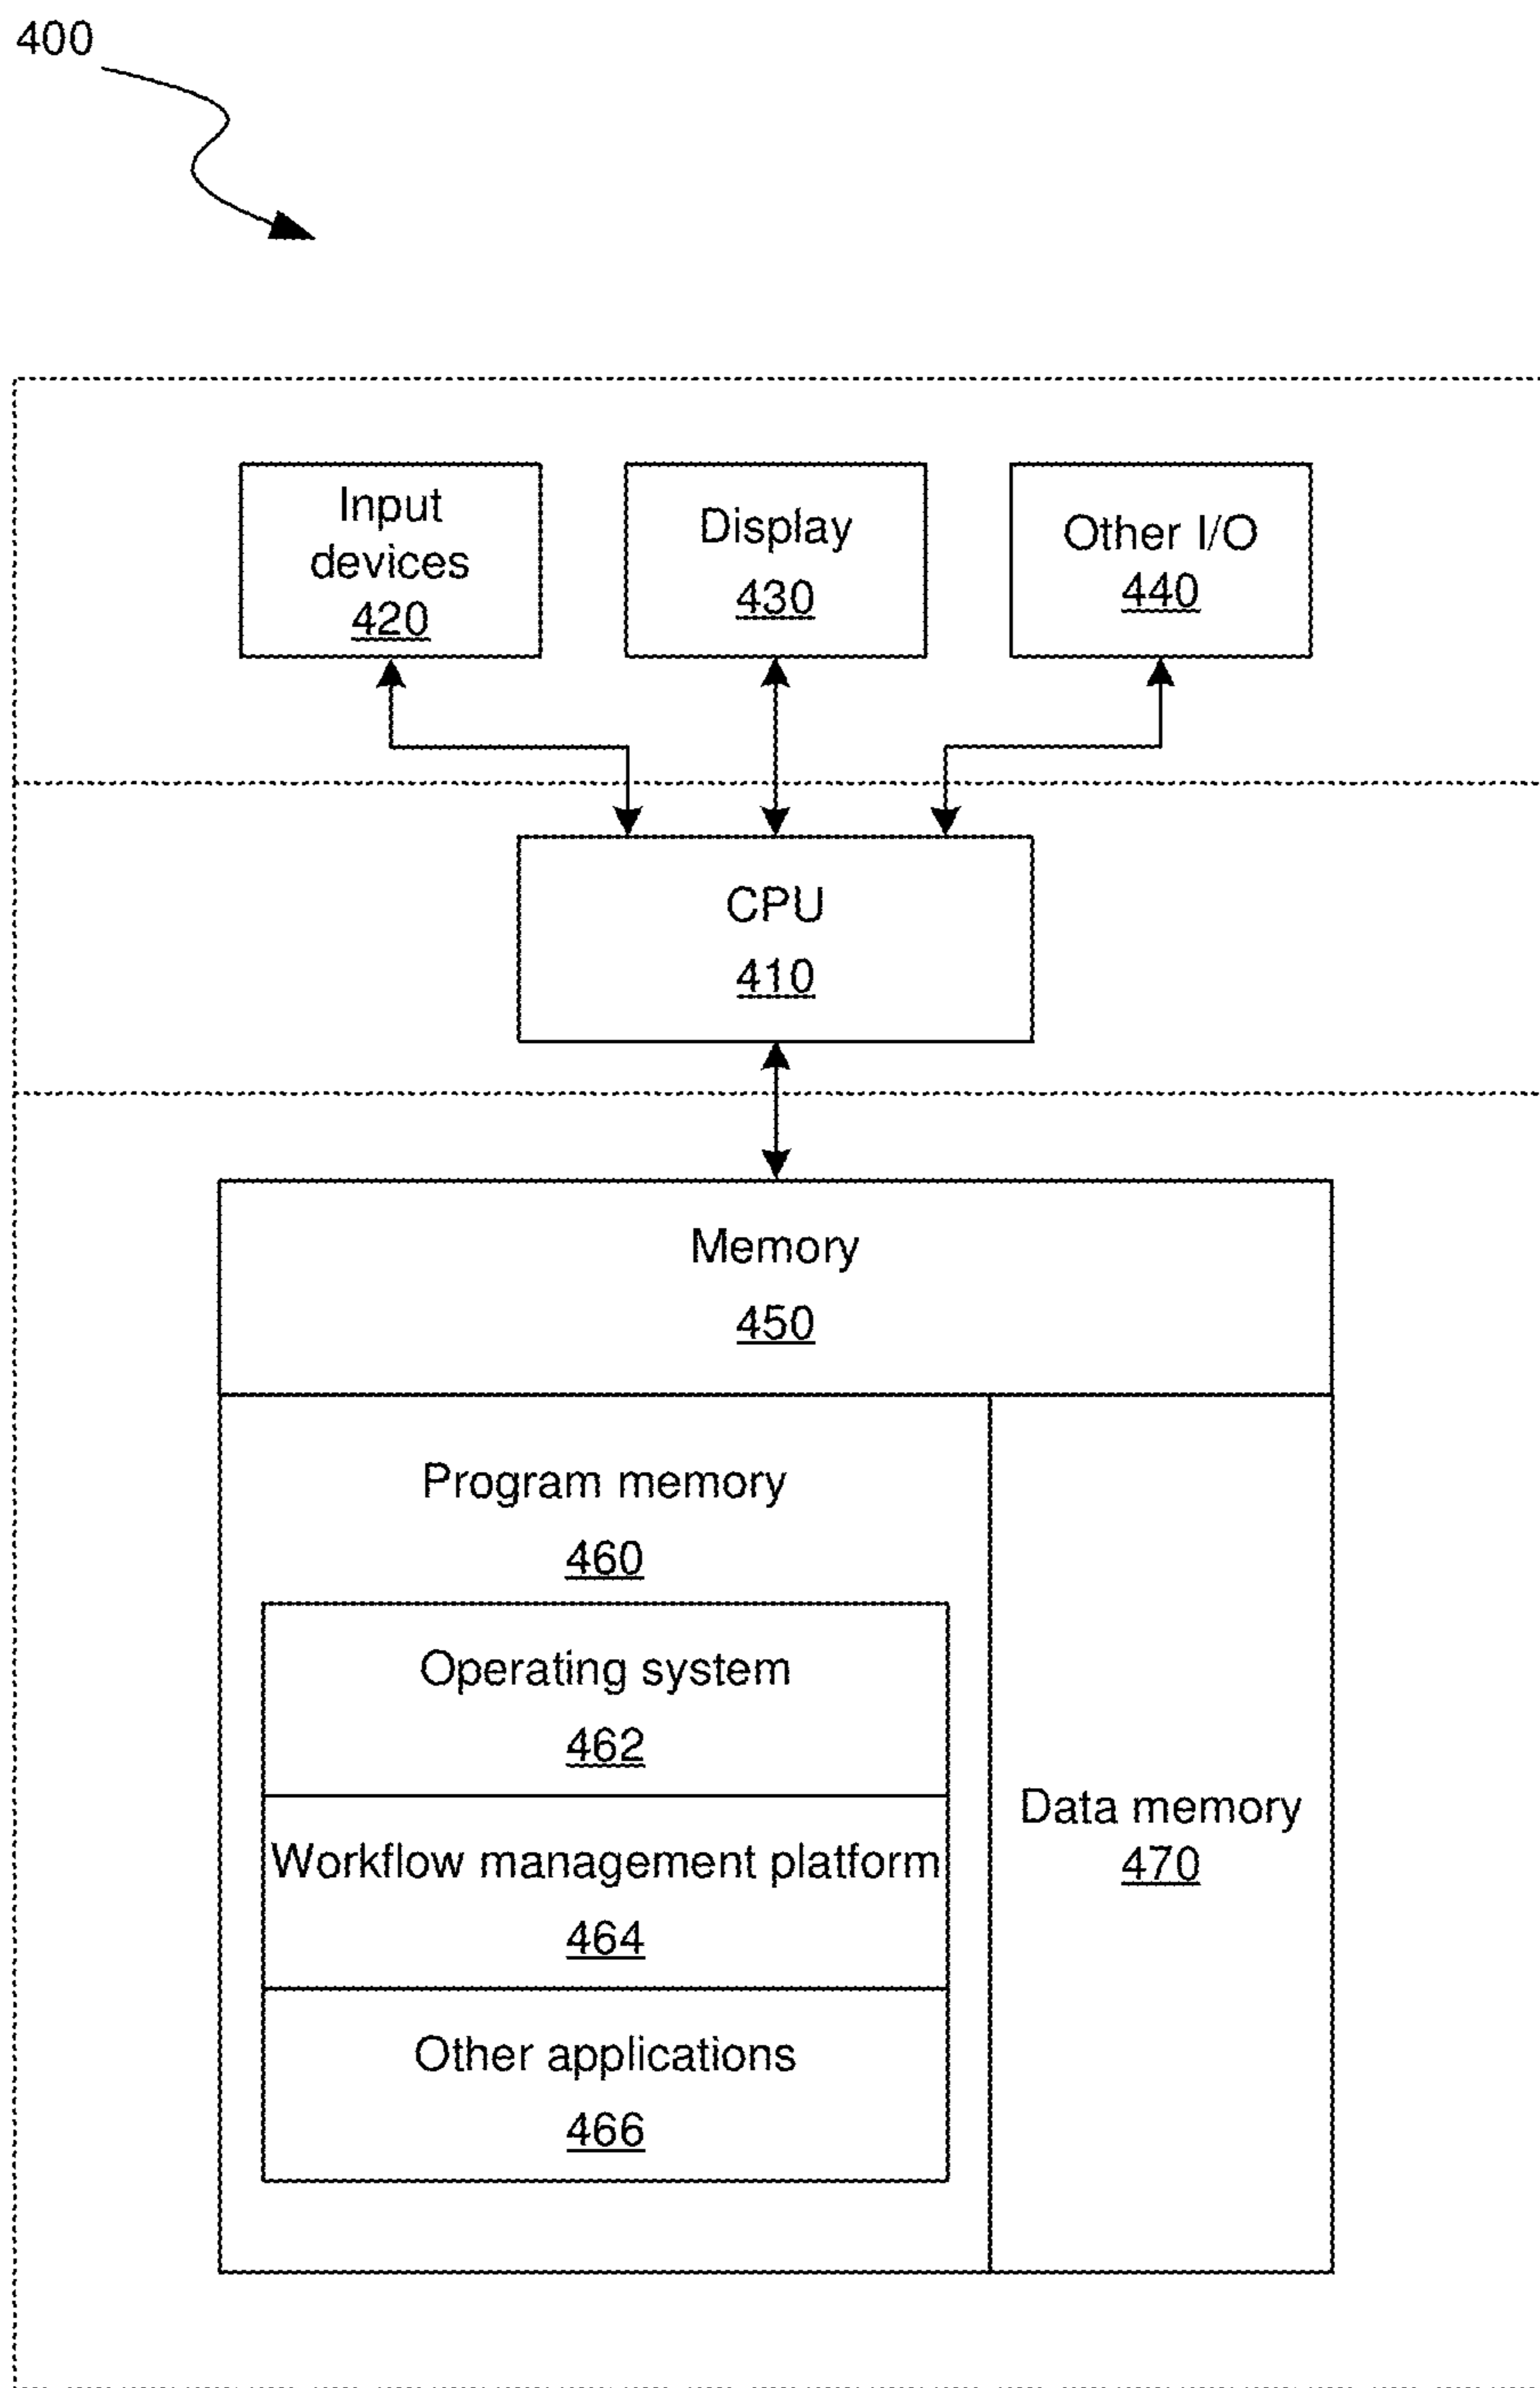 400
Input
devices
420
Display
430
Other I/O
440
CPU
410
Memory
450
Program memory
460
Operating system
462
Workflow management platform
464
Other applications
466
Data memory
470